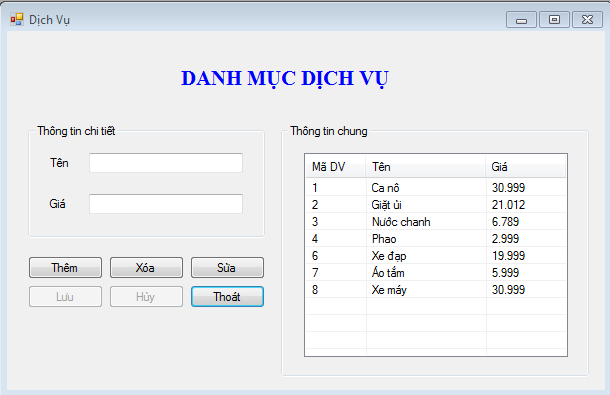 Dịch Vụ
DANH MỤC DỊCH VỤ
Thông tin chi tiết
Tên
Giá
Thêm Xóa Sửa
Lưu Hủy Thoát
Thông tin chung
Mã DV Tên Giá
1 Ca nô 30.999
2 Giặt ủi 21.012
3 Nước chanh 6.789
4 Phao 2.999
6 Xe đạp 19.999
7 Áo tắm 5.999
8 Xe máy 30.999